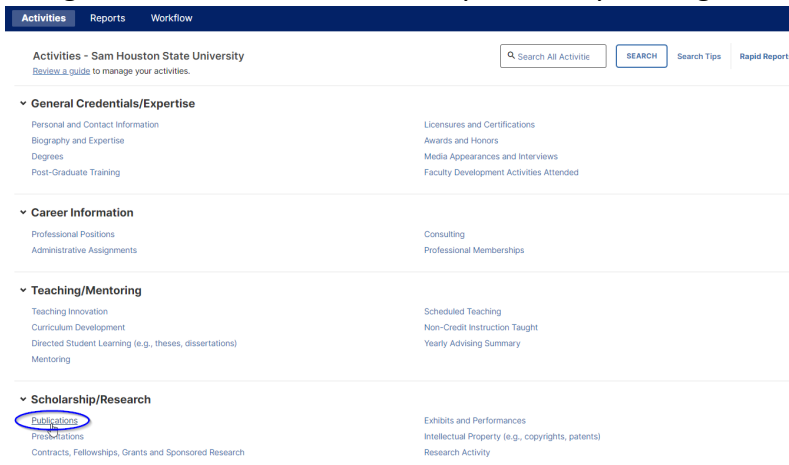 Activities Reports Workflow
Activities - Sam Houston State University
Search All Activitie SEARCH Search Tips Rapid Reports
Review a guide to manage your activities.
General Credentials/Expertise
Personal and Contact Information Licensures and Certifications
Biography and Expertise Awards and Honors
Degrees Media Appearances and Interviews
Post-Graduate Training Faculty Development Activities Attended
Career Information
Professional Positions Consulting
Administrative Assignments Professional Memberships
Teaching/Mentoring
Teaching Innovation Scheduled Teaching
Curriculum Development Non-Credit Instruction Taught
Directed Student Learning (e.g., theses, dissertations) Yearly Advising Summary
Mentoring
Scholarship/Research
Publications Exhibits and Performances
Presentations Intellectual Property (e.g., copyrights, patents)
Contracts, Fellowships, Grants and Sponsored Research Research Activity